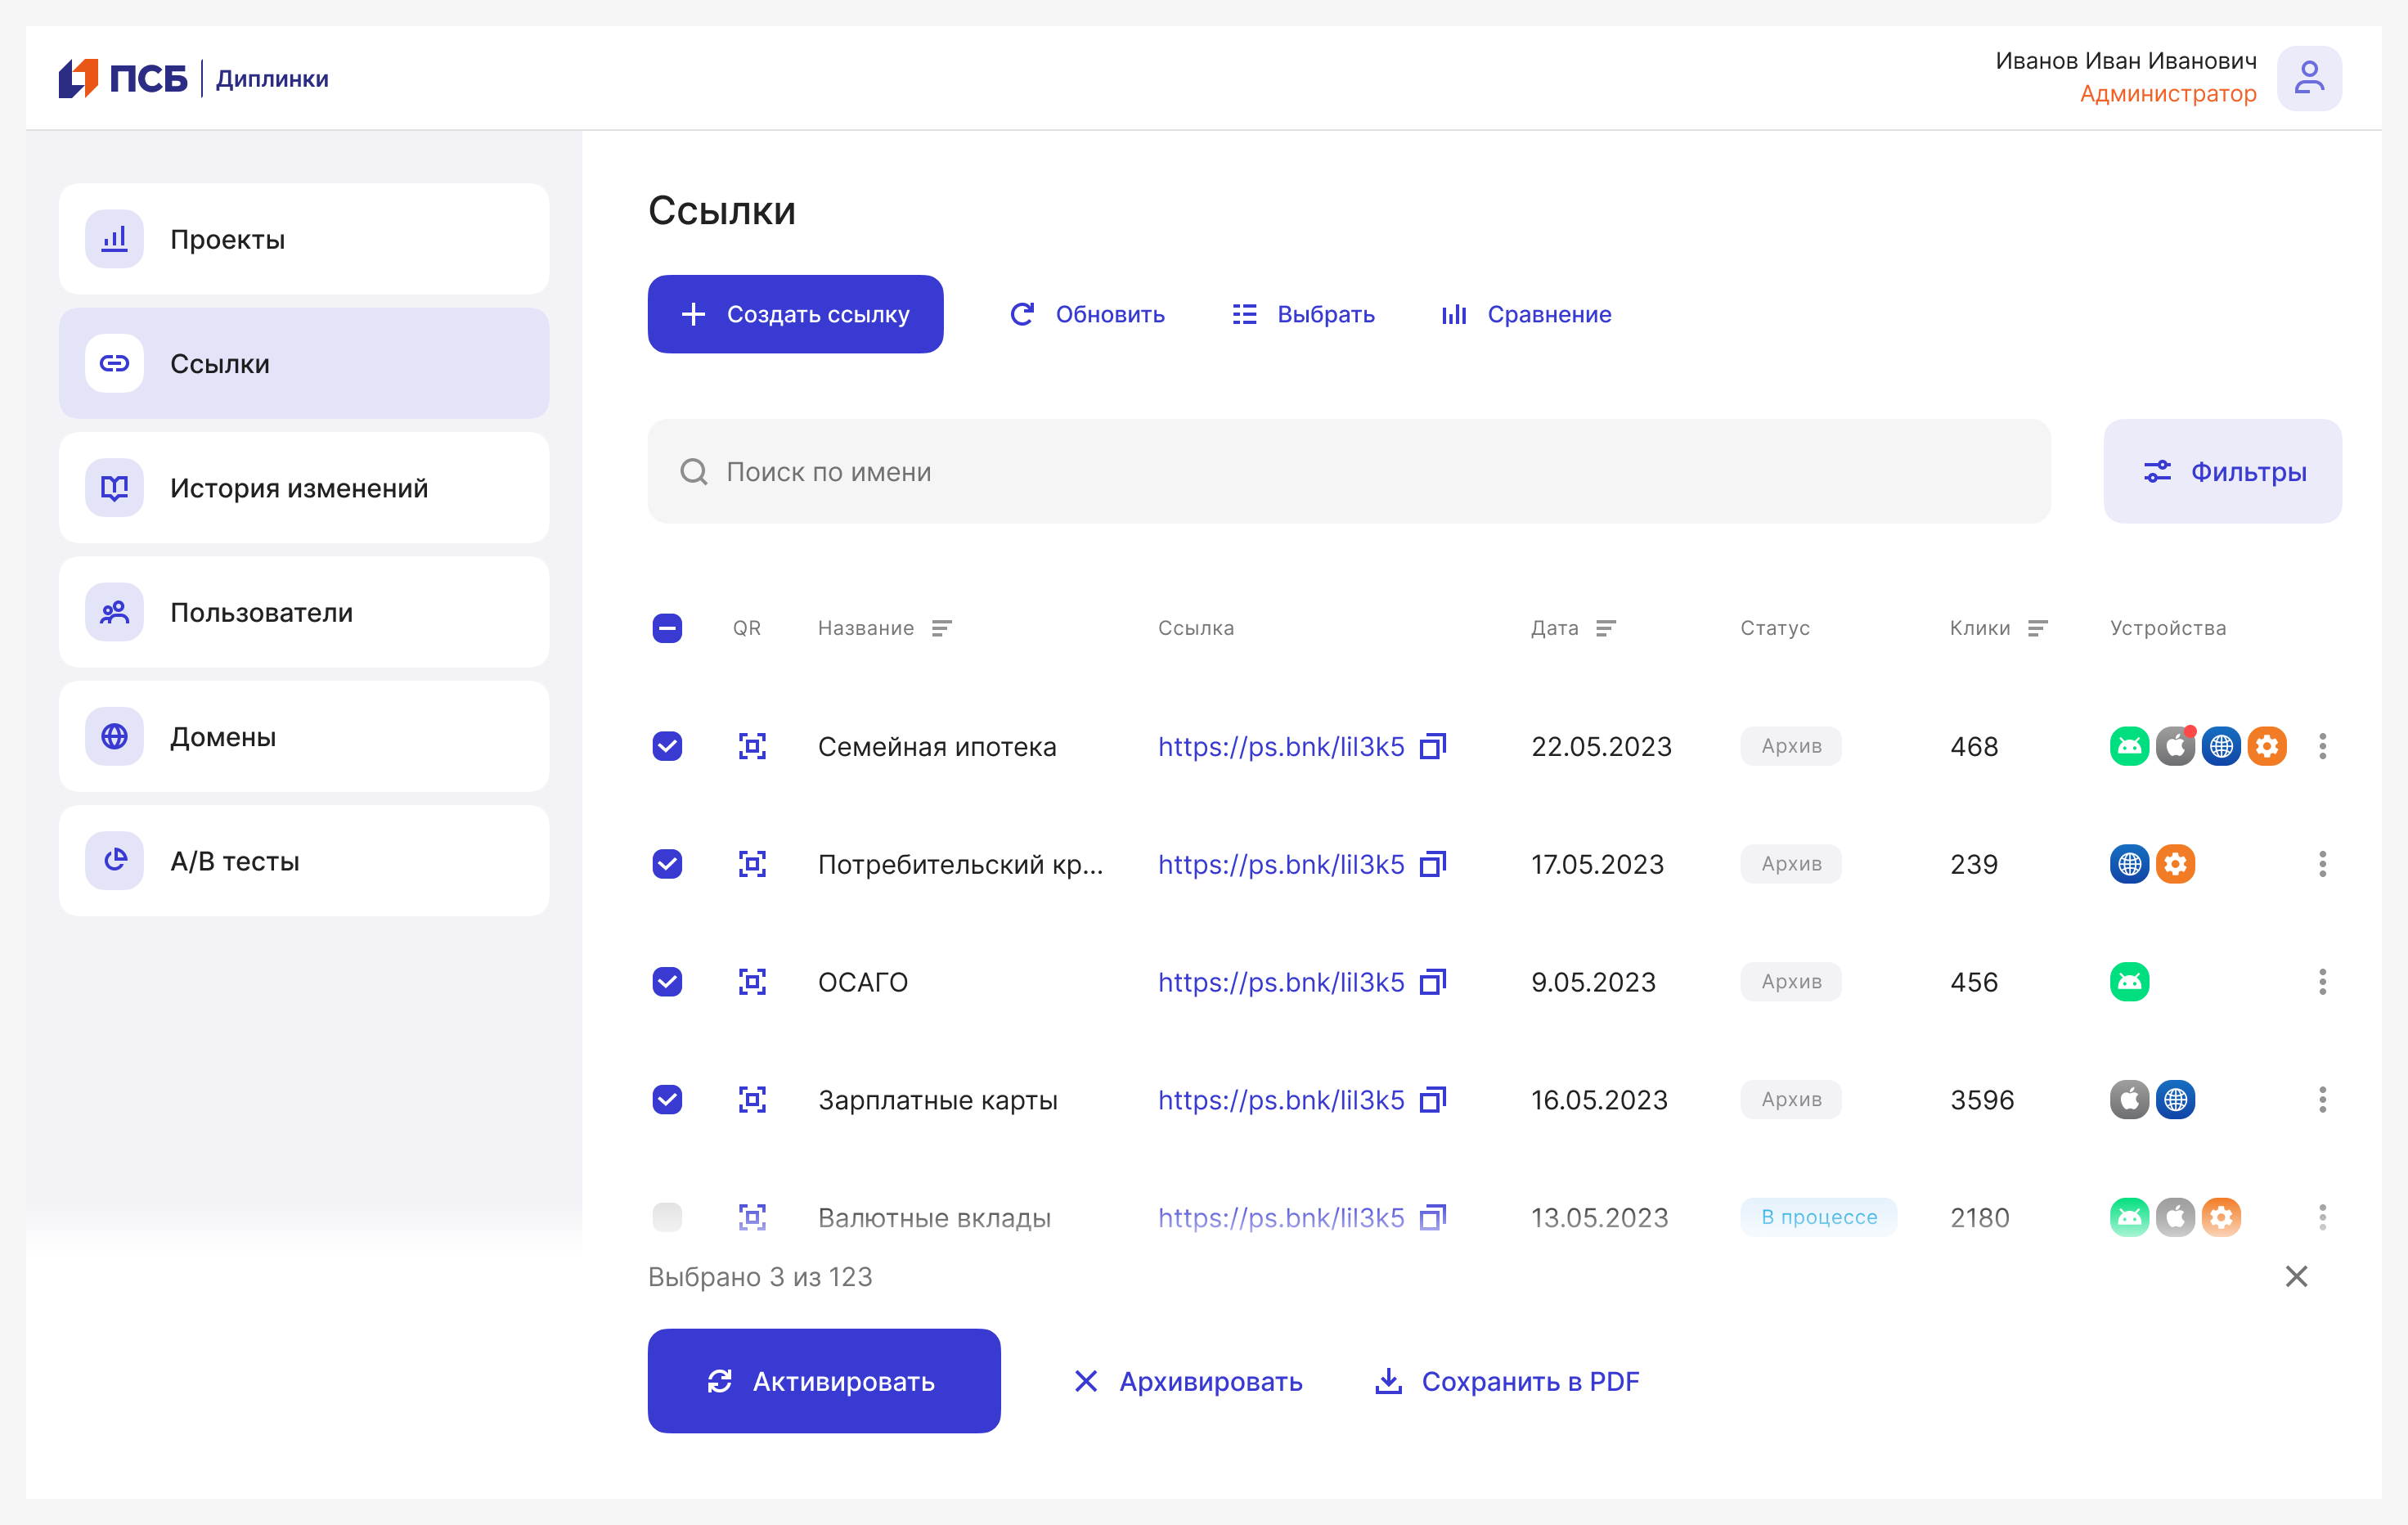 ПСБ Диплинки
Иванов Иван Иванович
Администратор
Проекты
Ссылки
История изменений
Пользователи
Домены
A/B тесты
Ссылки
Создать ссылку Обновить Выбрать Сравнение
Поиск по имени Фильтры
QR Название Ссылка Дата Статус Клики Устройства
Семейная ипотека https://ps.bnk/lil3k5 22.05.2023 Архив 468
Потребительский кр... https://ps.bnk/lil3k5 17.05.2023 Архив 239
ОСАГО https://ps.bnk/lil3k5 9.05.2023 Архив 456
Зарплатные карты https://ps.bnk/lil3k5 16.05.2023 Архив 3596
Валютные вклады https://ps.bnk/lil3k5 13.05.2023 В процессе 2180
Выбрано 3 из 123
Активировать Архивировать Сохранить в PDF